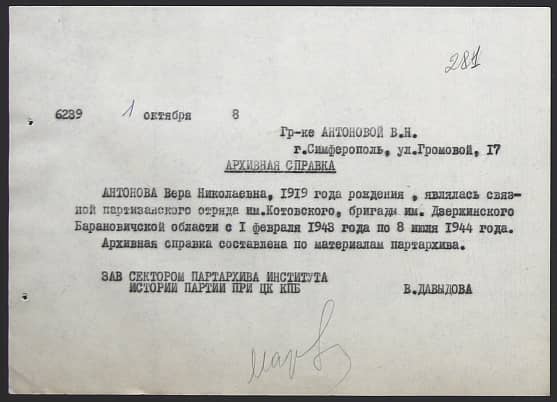 281
6239 1 октября 8
Гр-ке АНТОНОВОЙ В.Н.
г.Симферополь, ул.Громовой, 17
АРХИВНАЯ СПРАВКА
АНТОНОВА Вера Николаевна, 1919 года рождения , являлась связ-
ной партизанского отряда им.Котовского, бригады им. Дзержинского
Барановичской области с I февраля 1943 года по 8 июля 1944 года.
Архивная справка составлена по материалам партархива.
ЗАВ СЕКТОРОМ ПАРТАРХИВА ИНСТИТУТА
ИСТОРИИ ПАРТИИ ПРИ ЦК КПБ В.ДАВЫДОВА